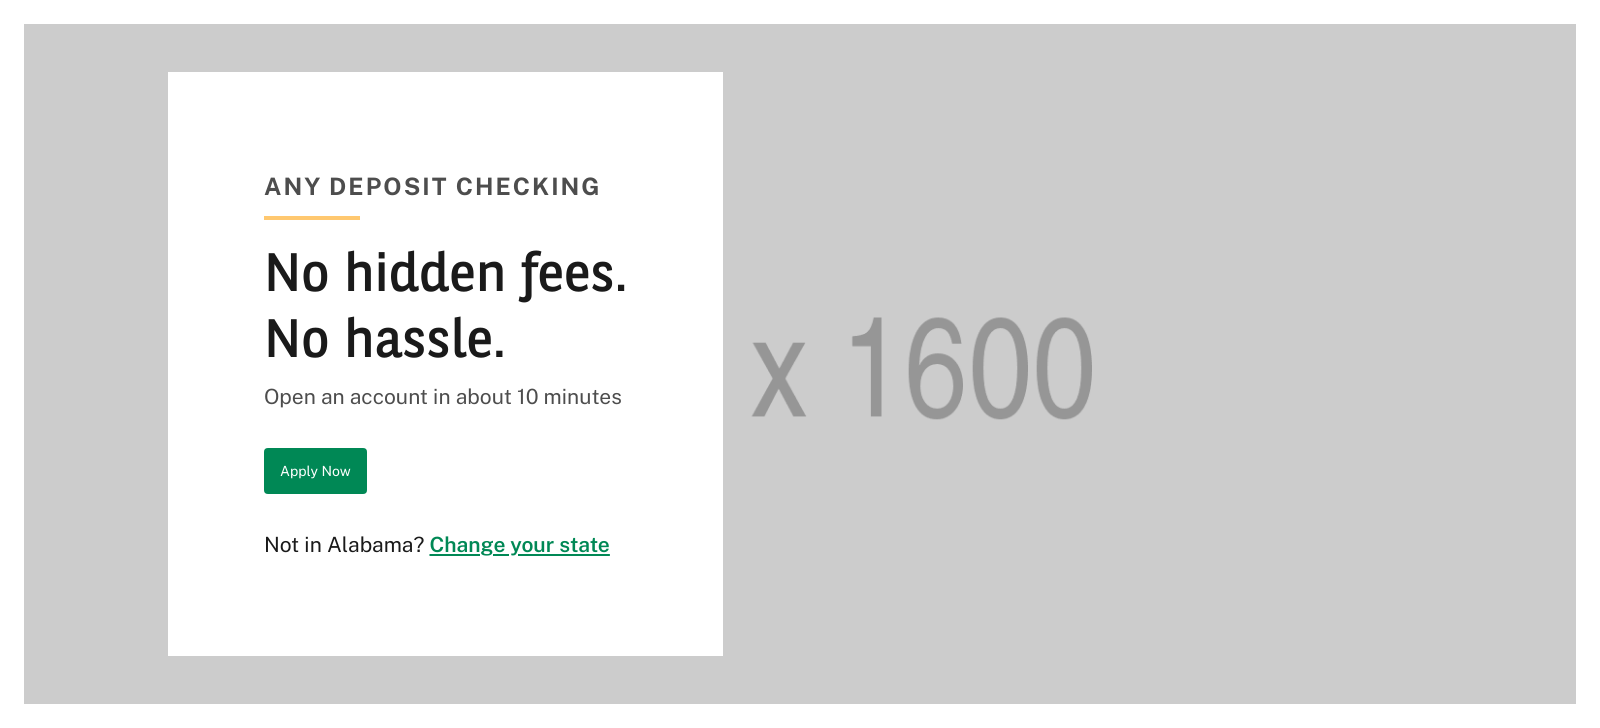 ANY DEPOSIT CHECKING
No hidden fees.
No hassle.
Open an account in about 10 minutes
Apply Now
Not in Alabama? Change your state
x 1600